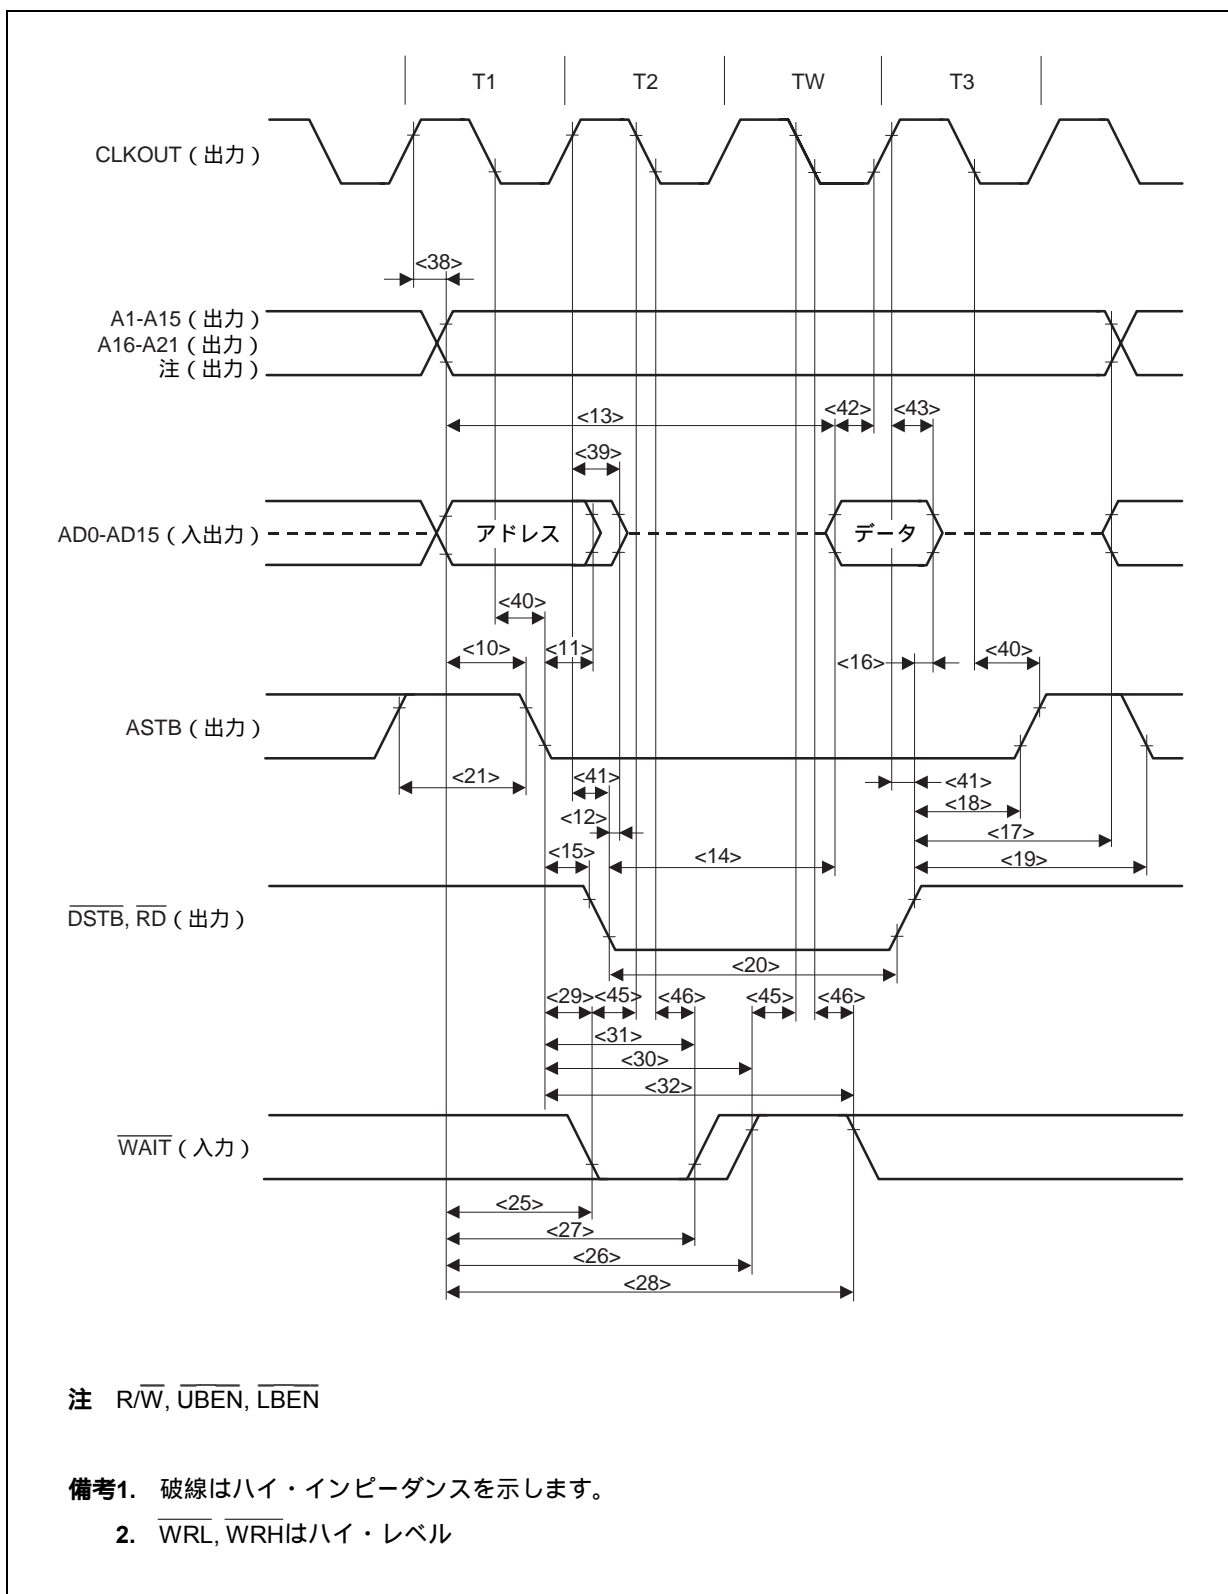 T1 T2 TW T3
CLKOUT(出力)
<38>
A1-A15(出力)
A16-A21(出力)
注(出力)
<13> <42> <43>
<39>
AD0-AD15(入出力) アドレス データ
<40>
<10> <11> <16> <40>
ASTB(出力)
<21> <41> <41>
<18>
<12> <17>
<15> <14> <19>
DSTB, RD(出力)
<20>
<29> <45> <46> <45> <46>
<31>
<30>
<32>
WAIT(入力)
<25>
<27>
<26>
<28>
注 R/W, UBEN, LBEN
備考1. 破線はハイ・インピーダンスを示します。
2. WRL, WRHはハイ・レベル